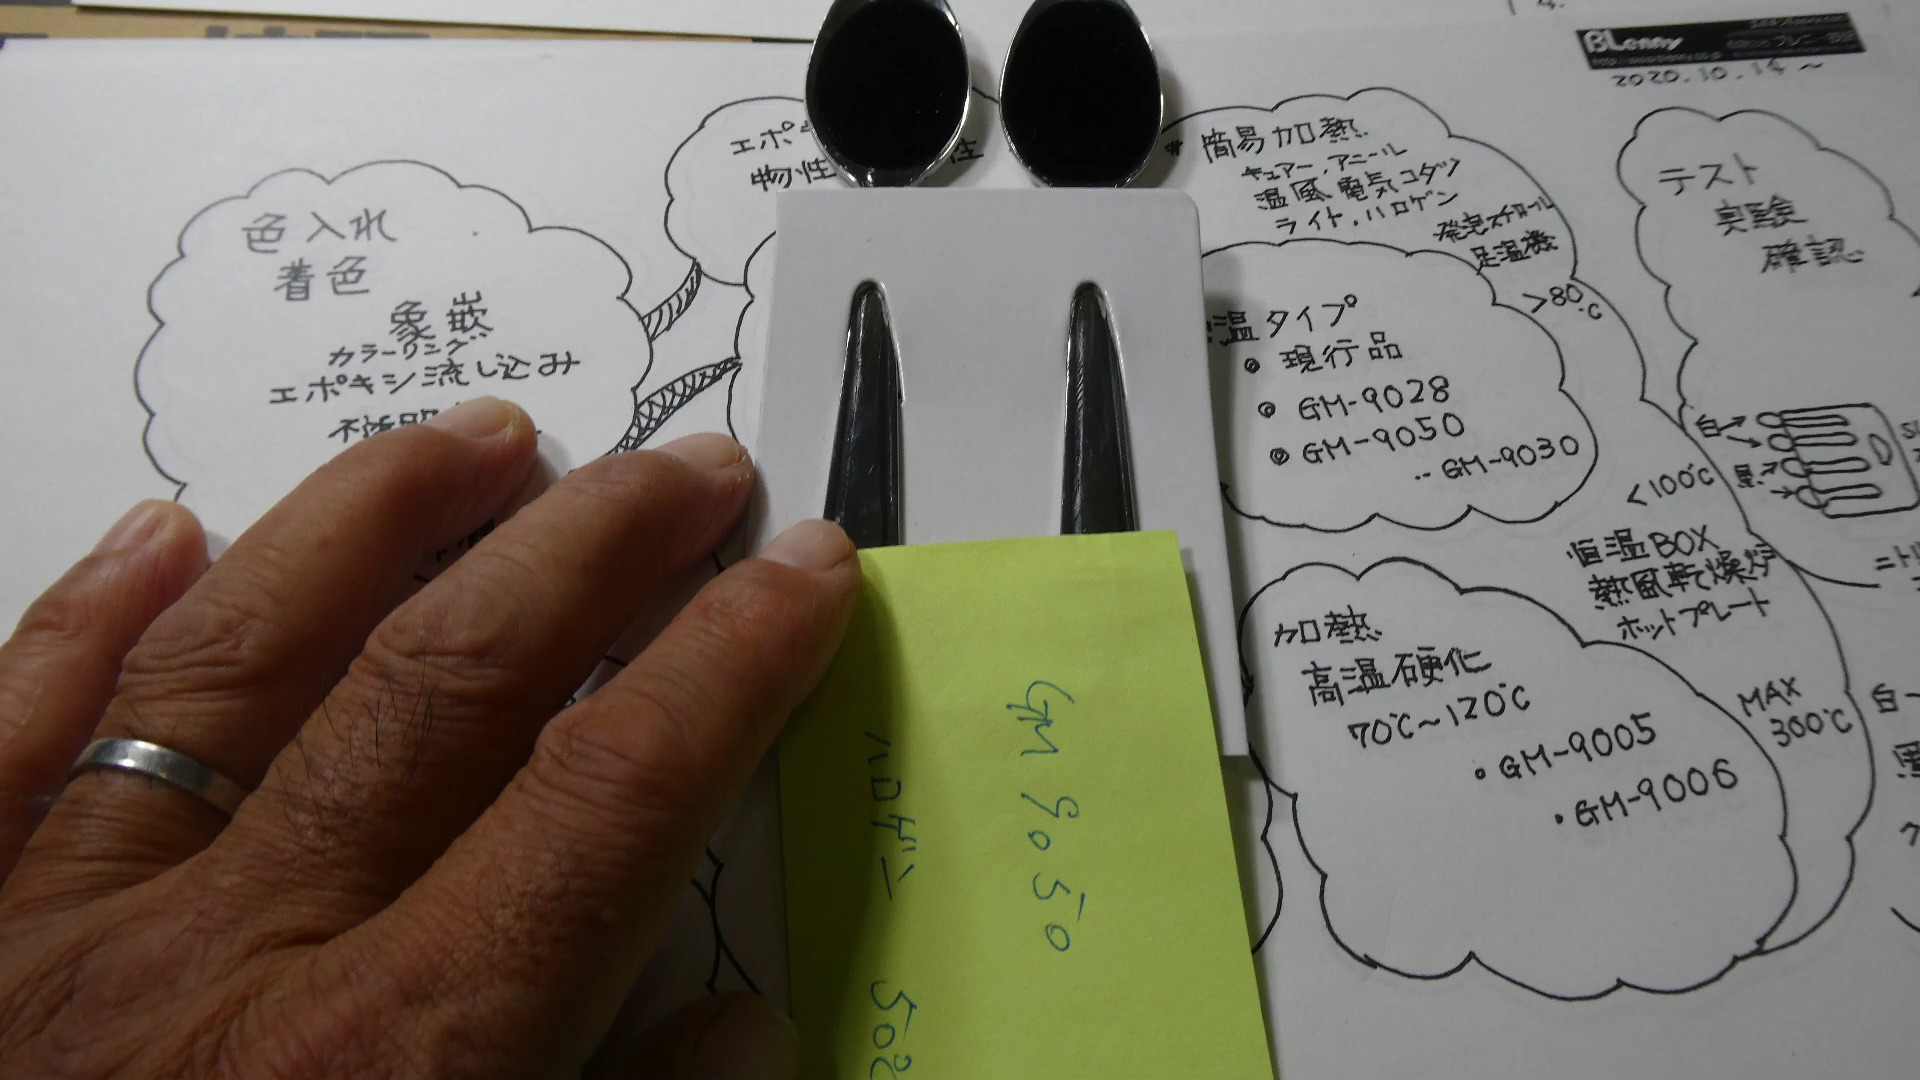 BLenny
2020.10.14~
エポ
物性
性
色入れ
着色
象嵌
カラーリング
エポキシ流し込み
簡易加熱
キュアー、アニール
温風、電気コタツ
ライト、ハロゲン
発泡スチロール
定温機
>80℃
温タイプ
現行品
GM-9028
GM-9050
-- GM-9030
テスト
実験
確認
白
黒
<100℃
恒温BOX
熱風乾燥炉
ホットプレート
加熱
高温硬化
70℃~120℃
・GM-9005
・GM-9006
MAX
300℃
GM 9050
ハロゲン 50